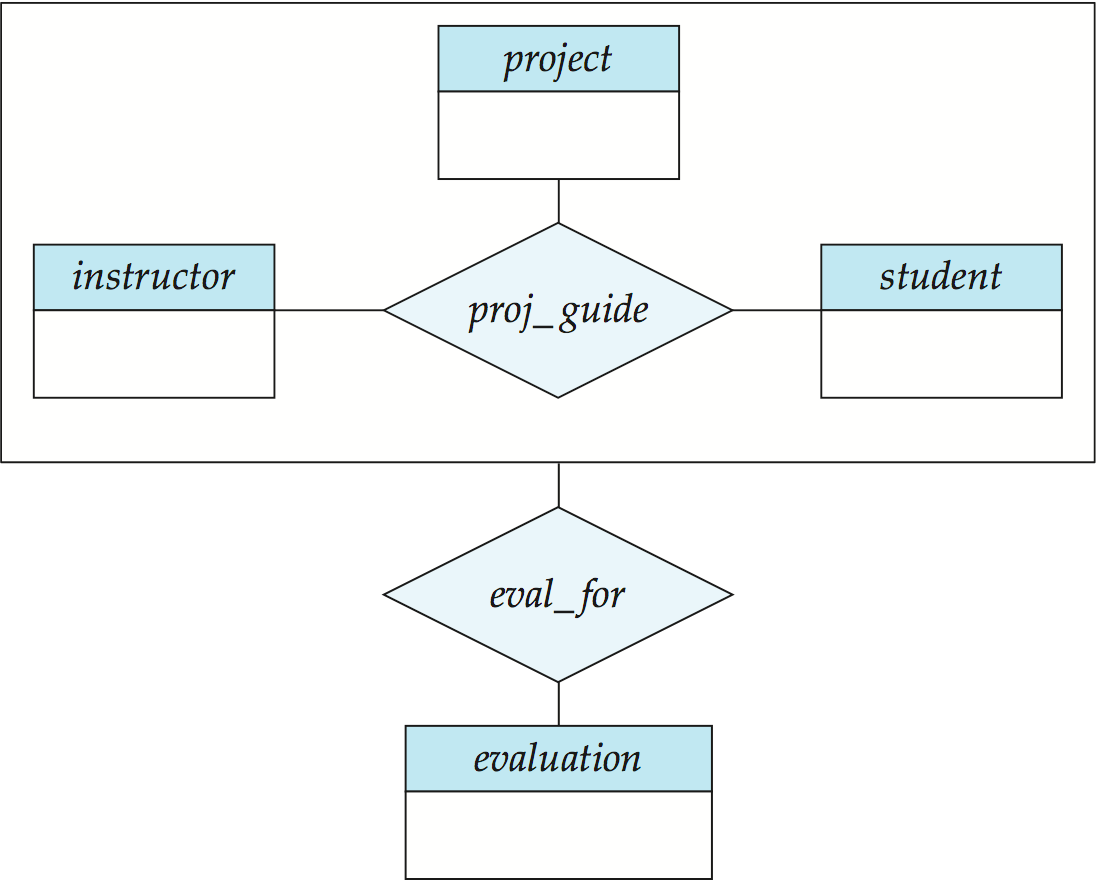 project
instructor
proj_guide
student
eval_for
evaluation